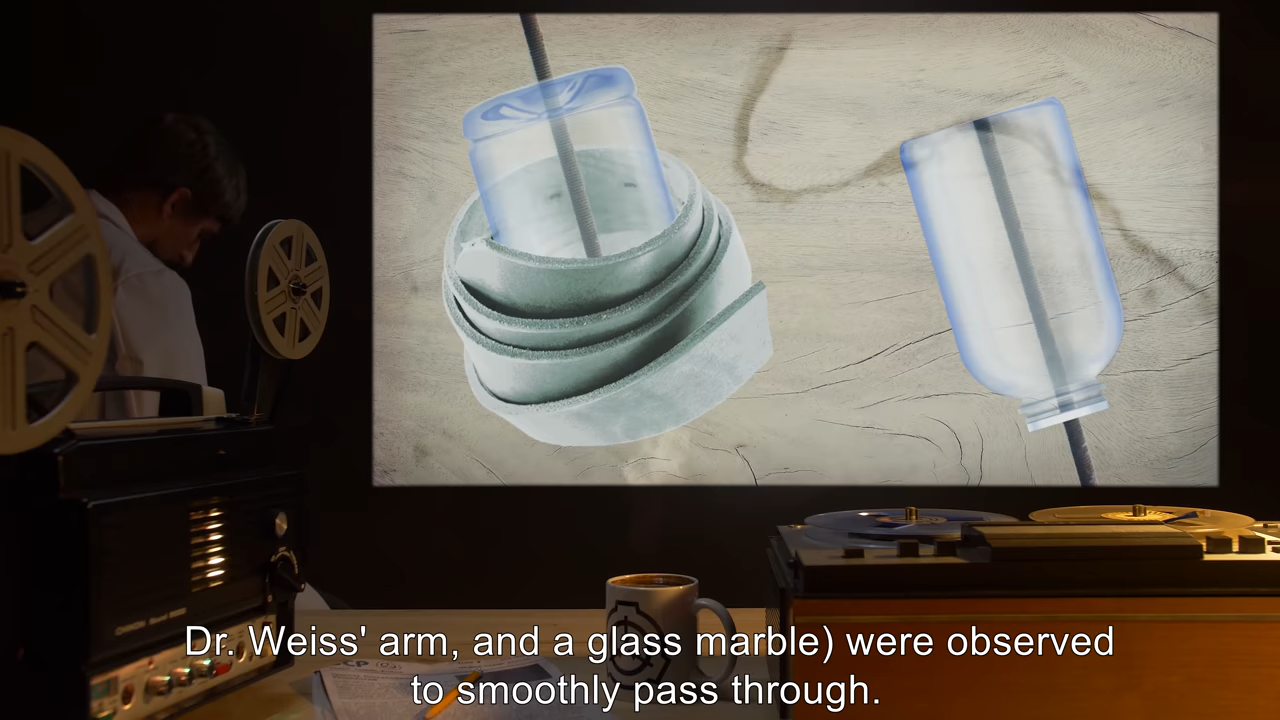 Dr. Weiss' arm, and a glass marble) were observed
to smoothly pass through.